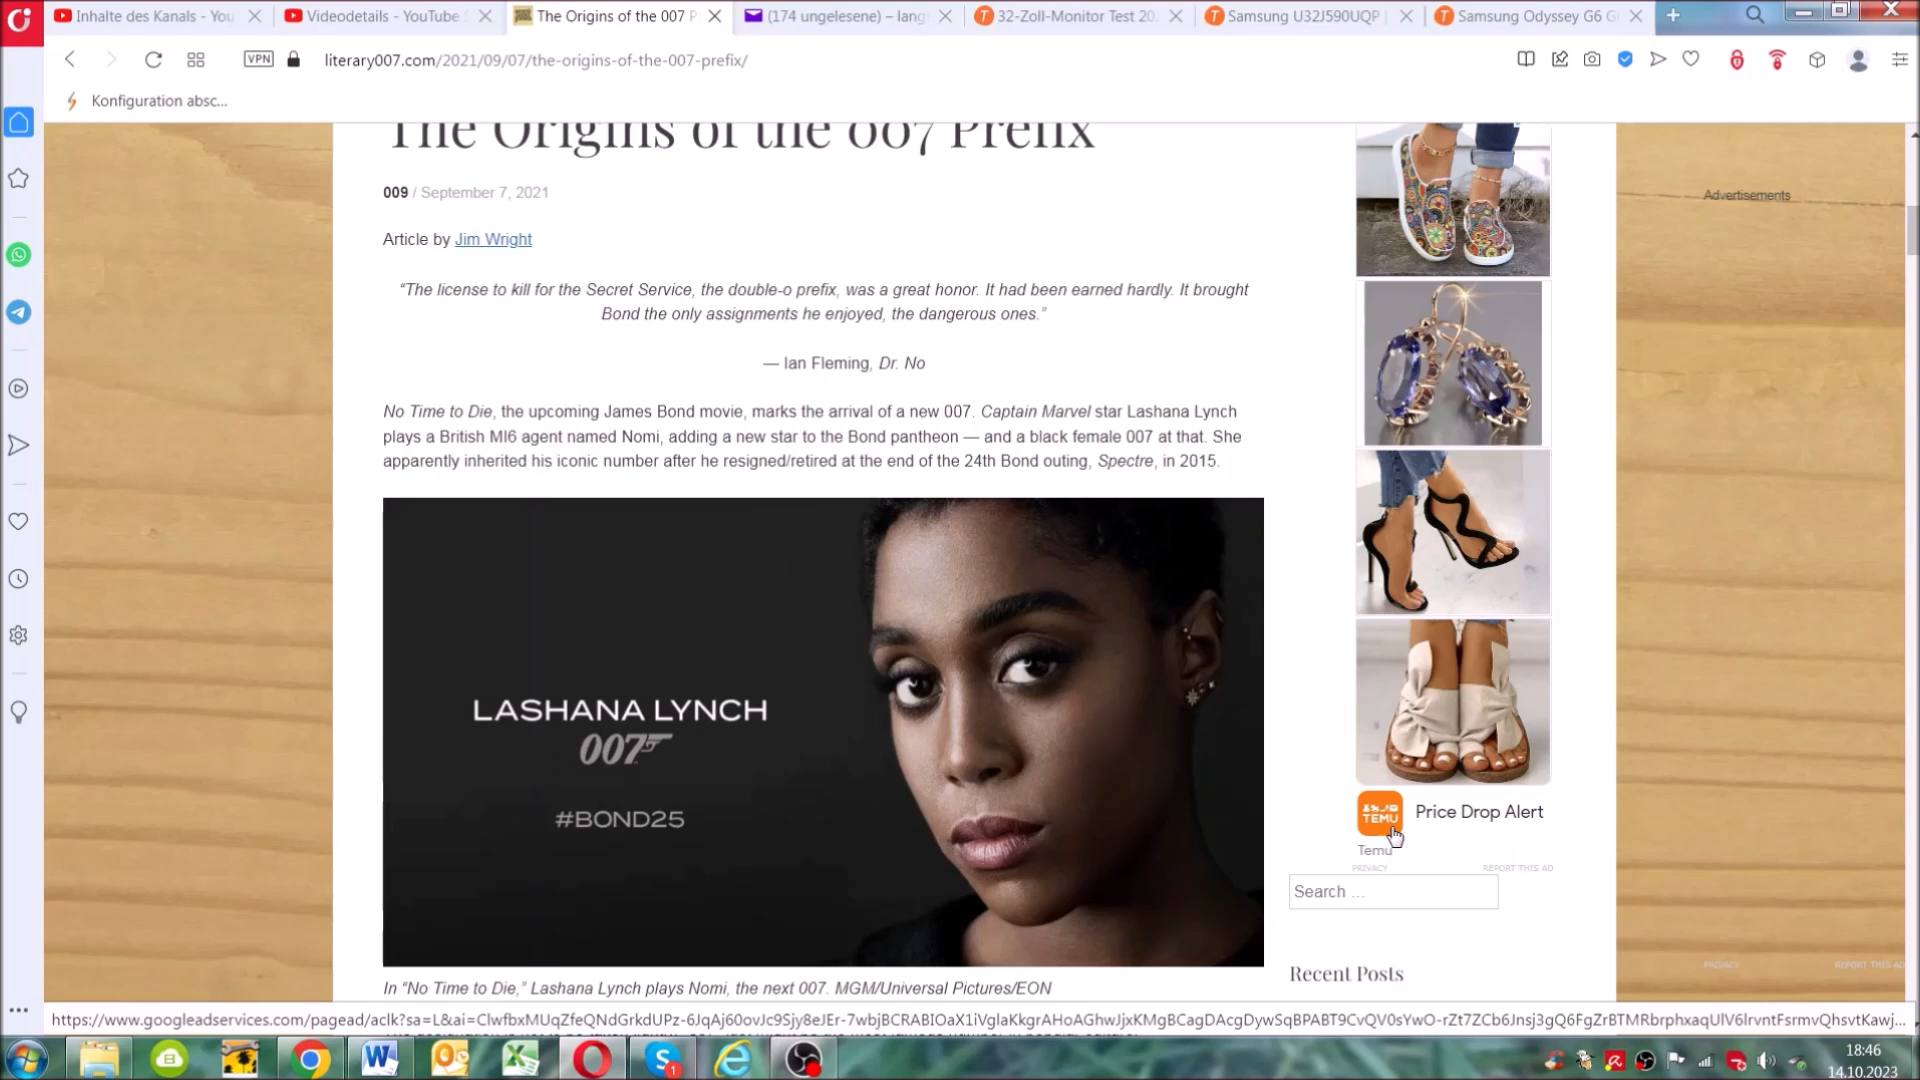 Inhalte des Kanals - You
Videodetails - YouTube S
The Origins of the 007 P
(174 ungelesene) – lang
32-Zoll-Monitor Test 20
Samsung U32J590UQP
Samsung Odyssey G6 G
VPN
literary007.com/2021/09/07/the-origins-of-the-007-prefix/
Konfiguration absc...
The Origins of the 007 Prefix
009 / September 7, 2021
Advertisements
Article by Jim Wright
“The license to kill for the Secret Service, the double-o prefix, was a great honor. It had been earned hardly. It brought
Bond the only assignments he enjoyed, the dangerous ones.”
— Ian Fleming, Dr. No
No Time to Die, the upcoming James Bond movie, marks the arrival of a new 007. Captain Marvel star Lashana Lynch
plays a British MI6 agent named Nomi, adding a new star to the Bond pantheon — and a black female 007 at that. She
apparently inherited his iconic number after he resigned/retired at the end of the 24th Bond outing, Spectre, in 2015.
LASHANA LYNCH
007
#BOND25
TEMU
Price Drop Alert
Temu
PRIVACY
REPORT THIS AD
Search …
Recent Posts
PRIVACY
REPORT THIS AD
In “No Time to Die,” Lashana Lynch plays Nomi, the next 007. MGM/Universal Pictures/EON
18:46
14.10.2023